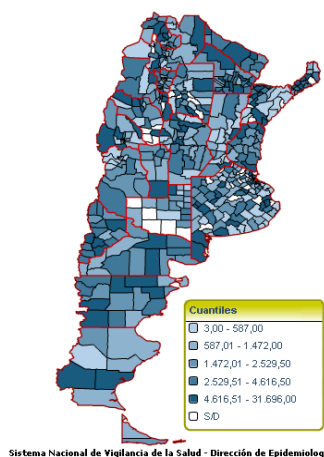 Cuantiles
3,00 - 587,00
587,01 - 1.472,00
1.472,01 - 2.529,50
2.529,51 - 4.616,50
4.616,51 - 31.696,00
S/D
Sistema Nacional de Vigilancia de la Salud - Dirección de Epidemiolog